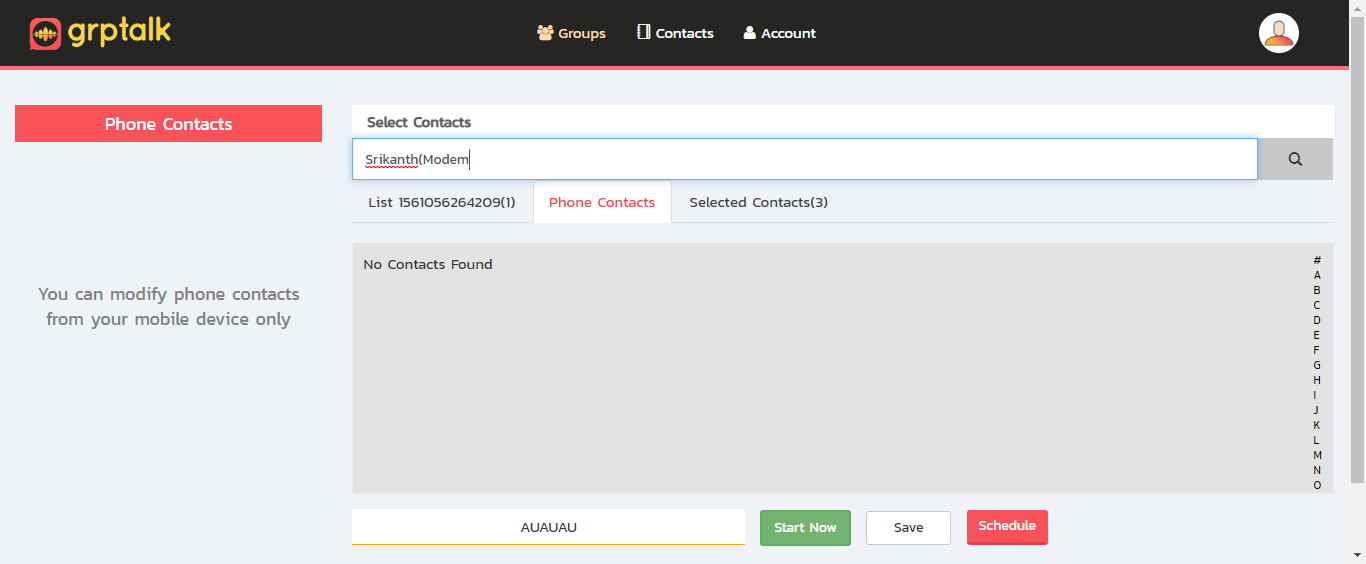 grptalk
Groups
Contacts
Account
Phone Contacts
You can modify phone contacts
from your mobile device only
Select Contacts
Srikanth(Modem
List 1561056264209(1)
Phone Contacts
Selected Contacts(3)
No Contacts Found
#
A
B
C
D
E
F
G
H
I
J
K
L
M
N
O
AUAUAU
Start Now
Save
Schedule